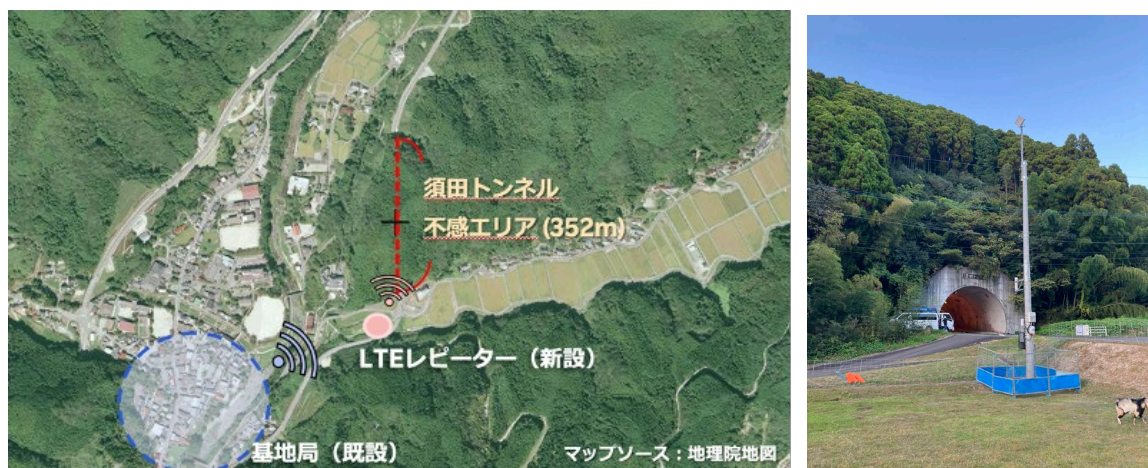 須田トンネル
不感エリア (352m)
LTEレピーター（新設）
基地局（既設）
マップソース：地理院地図